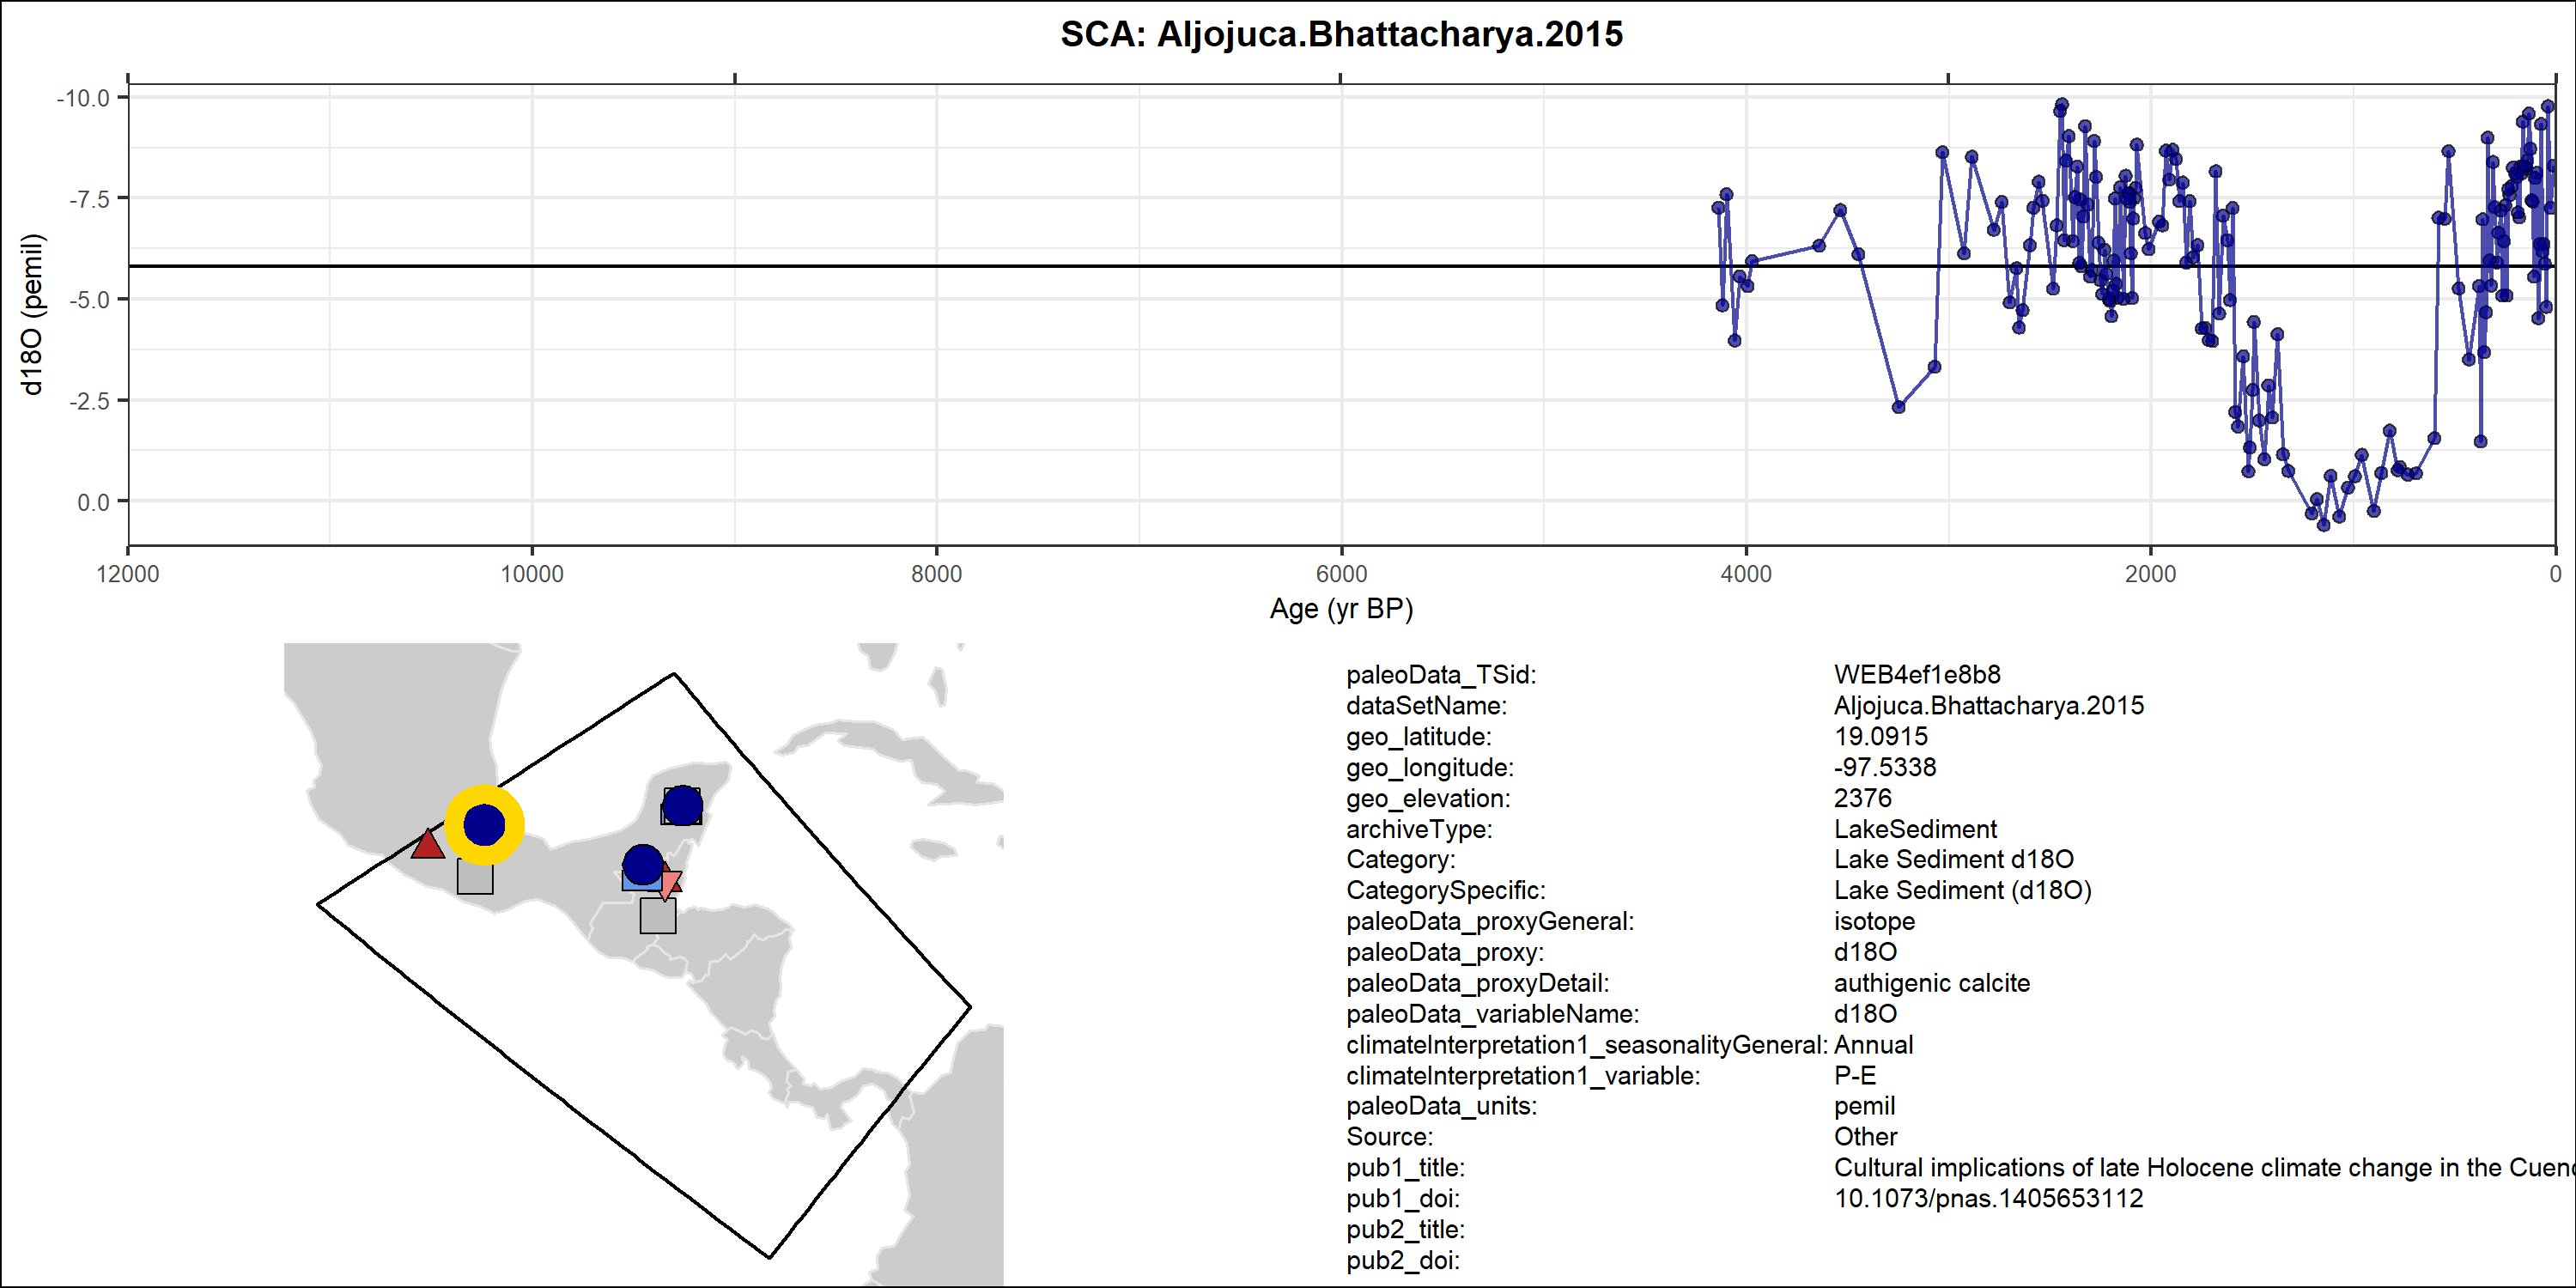 SCA: Aljojuca.Bhattacharya.2015
d18O (pemil)
-10.0
-7.5
-5.0
-2.5
0.0
12000 10000 8000 6000 4000 2000 0
Age (yr BP)
paleoData_TSid: WEB4ef1e8b8
dataSetName: Aljojuca.Bhattacharya.2015
geo_latitude: 19.0915
geo_longitude: -97.5338
geo_elevation: 2376
archiveType: LakeSediment
Category: Lake Sediment d18O
CategorySpecific: Lake Sediment (d18O)
paleoData_proxyGeneral: isotope
paleoData_proxy: d18O
paleoData_proxyDetail: authigenic calcite
paleoData_variableName: d18O
climateInterpretation1_seasonalityGeneral: Annual
climateInterpretation1_variable: P-E
paleoData_units: pemil
Source: Other
pub1_title: Cultural implications of late Holocene climate change in the Cuenc
pub1_doi: 10.1073/pnas.1405653112
pub2_title:
pub2_doi: